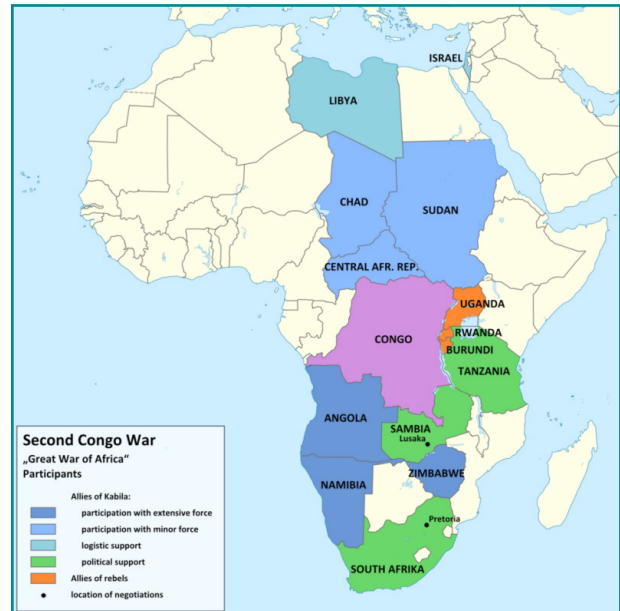 ISRAEL
LIBYA
CHAD
SUDAN
CENTRAL AFR. REP.
UGANDA
RWANDA
CONGO
BURUNDI
TANZANIA
ANGOLA
SAMBIA
Lusaka
ZIMBABWE
NAMIBIA
Pretoria
SOUTH AFRIKA
Second Congo War
„Great War of Africa“
Participants
Allies of Kabila:
participation with extensive force
participation with minor force
logistic support
political support
Allies of rebels
location of negotiations